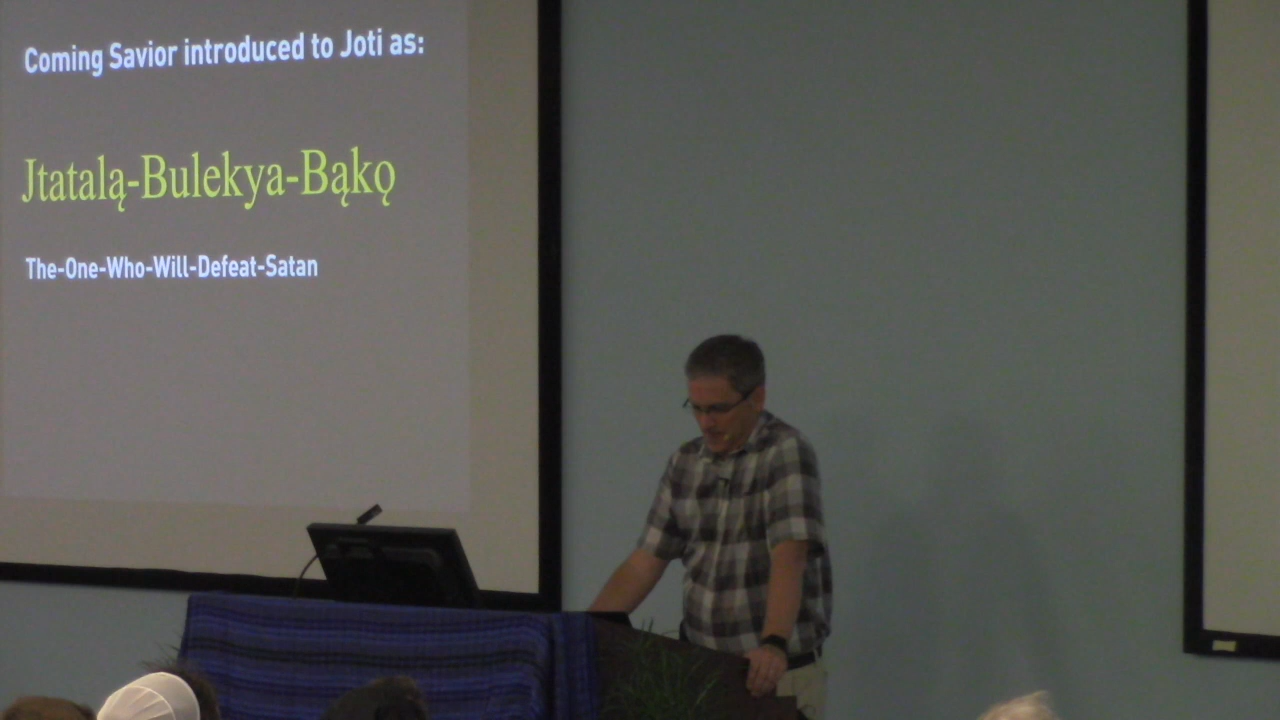 Coming Savior introduced to Joti as:
Jtatalą-Bulekya-Bąkǫ
The-One-Who-Will-Defeat-Satan